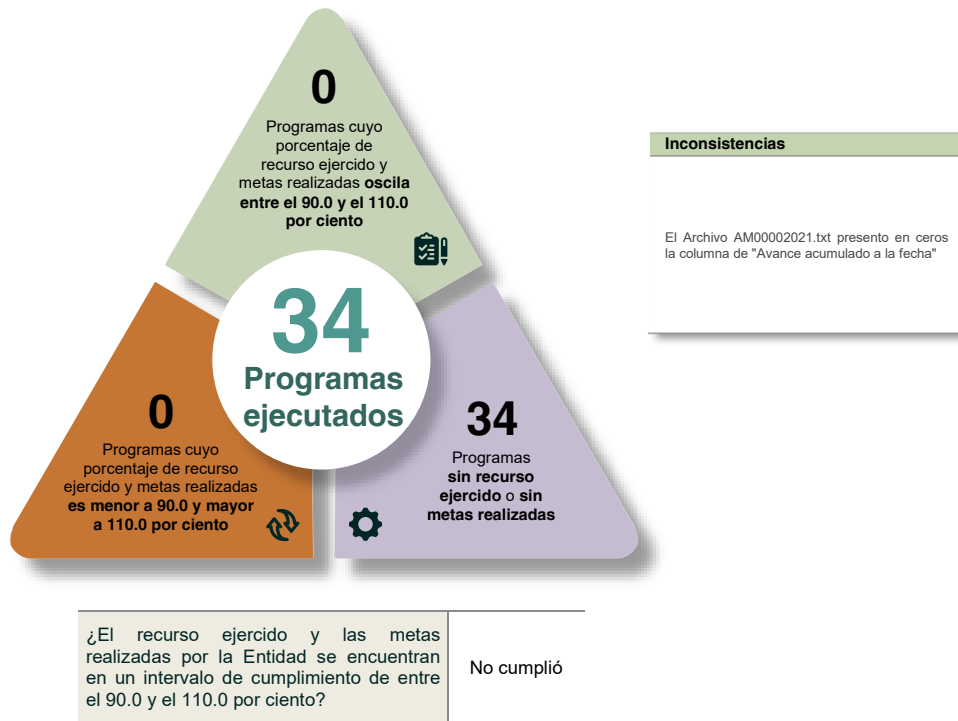 0
Programas cuyo
porcentaje de
recurso ejercido y
metas realizadas oscila
entre el 90.0 y el 110.0
por ciento
34
Programas
ejecutados
0
Programas cuyo
porcentaje de recurso
ejercido y metas realizadas
es menor a 90.0 y mayor
a 110.0 por ciento
34
Programas
sin recurso
ejercido o sin
metas realizadas
Inconsistencias
El Archivo AM00002021.txt presento en ceros
la columna de "Avance acumulado a la fecha"
¿El recurso ejercido y las metas
realizadas por la Entidad se encuentran
en un intervalo de cumplimiento de entre
el 90.0 y el 110.0 por ciento?
No cumplió